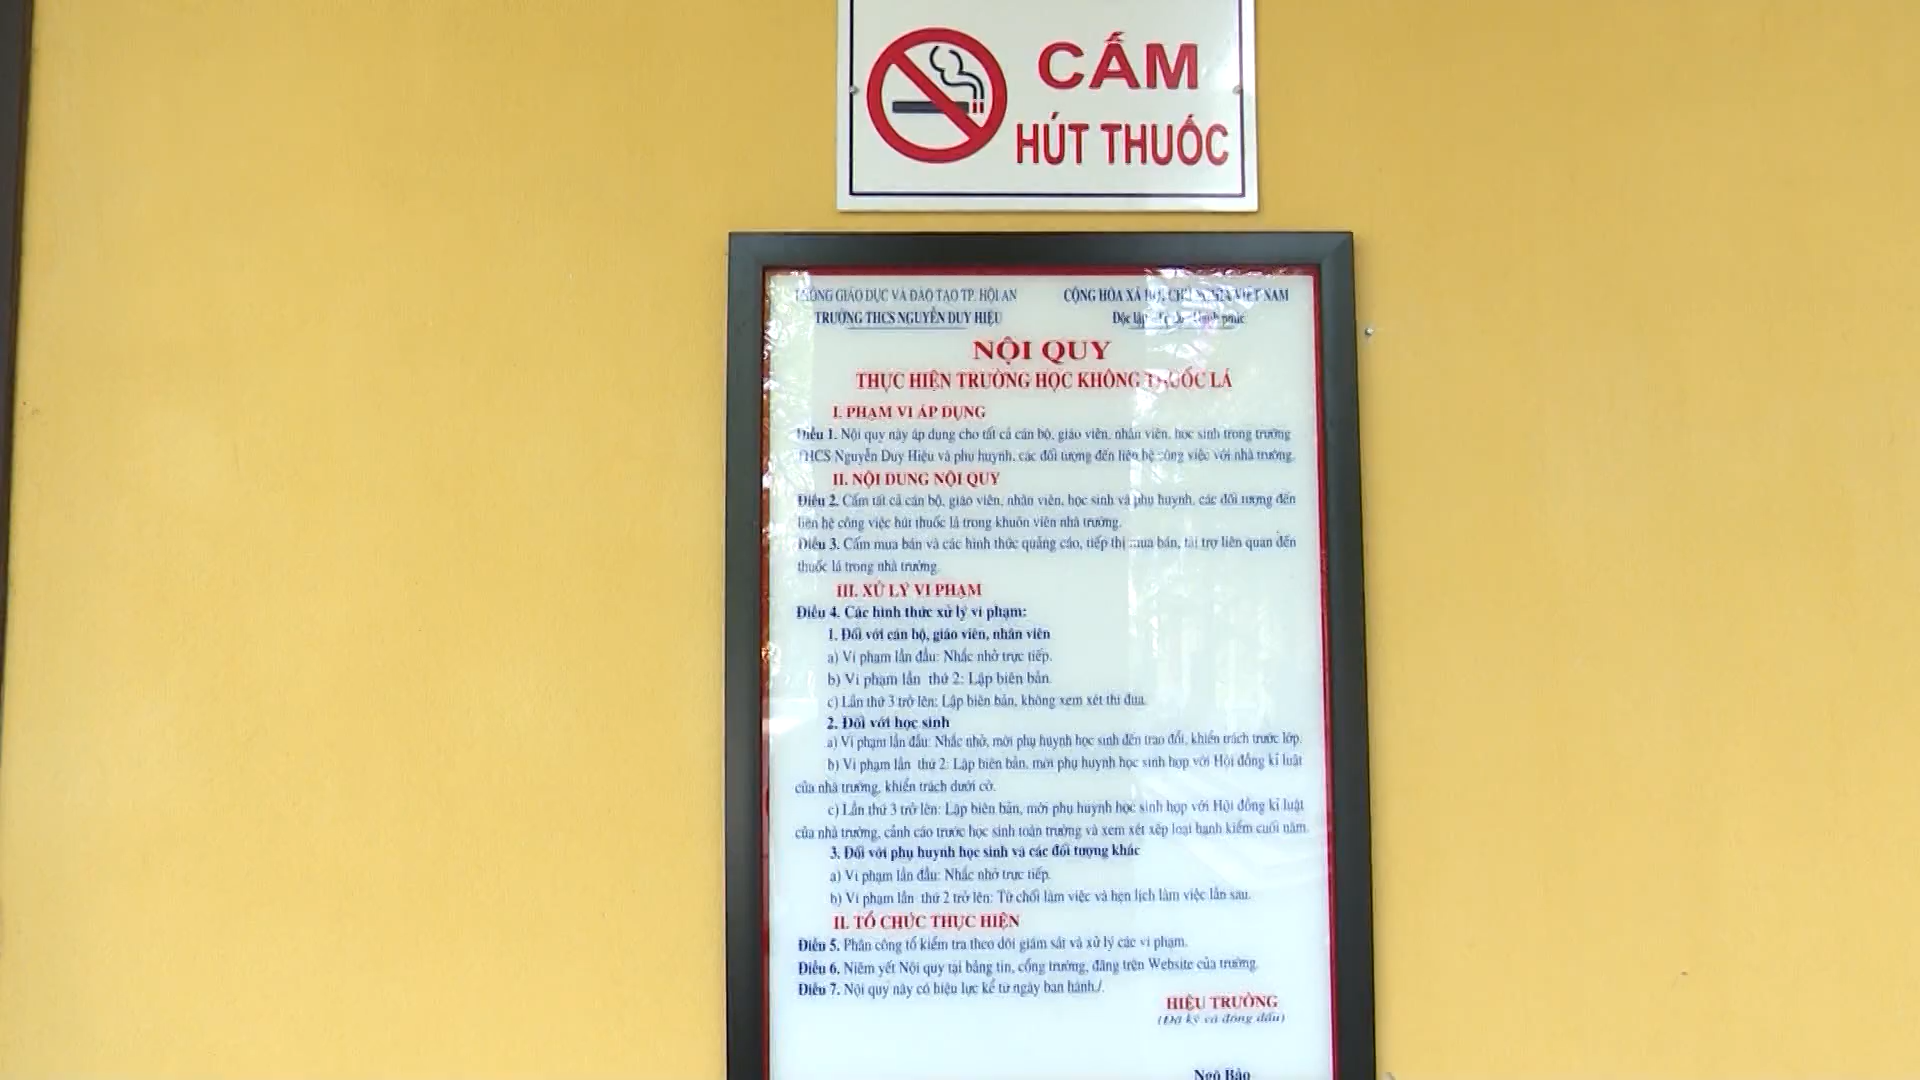 CẤM
HÚT THUỐC
PHÒNG GIÁO DỤC VÀ ĐÀO TẠO TP. HỘI AN
CỘNG HÒA XÃ HỘI CHỦ NGHĨA VIỆT NAM
TRƯỜNG THCS NGUYỄN DUY HIỆU
Độc lập - Tự do - Hạnh phúc
NỘI QUY
THỰC HIỆN TRƯỜNG HỌC KHÔNG THUỐC LÁ
I. PHẠM VI ÁP DỤNG
Điều 1. Nội quy này áp dụng cho tất cả cán bộ, giáo viên, nhân viên, học sinh trong trường
THCS Nguyễn Duy Hiệu và phụ huynh, các đối tượng đến liên hệ công việc với nhà trường.
II. NỘI DUNG NỘI QUY
Điều 2. Cấm tất cả cán bộ, giáo viên, nhân viên, học sinh và phụ huynh, các đối tượng đến
liên hệ công việc hút thuốc lá trong khuôn viên nhà trường.
Điều 3. Cấm mua bán và các hình thức quảng cáo, tiếp thị mua bán, tài trợ liên quan đến
thuốc lá trong nhà trường.
III. XỬ LÝ VI PHẠM
Điều 4. Các hình thức xử lý vi phạm:
1. Đối với cán bộ, giáo viên, nhân viên
a) Vi phạm lần đầu: Nhắc nhở trực tiếp.
b) Vi phạm lần thứ 2: Lập biên bản.
c) Lần thứ 3 trở lên: Lập biên bản, không xem xét thi đua.
2. Đối với học sinh
a) Vi phạm lần đầu: Nhắc nhở, mời phụ huynh học sinh đến trao đổi, khiển trách trước lớp.
b) Vi phạm lần thứ 2: Lập biên bản, mời phụ huynh học sinh họp với Hội đồng kỉ luật
của nhà trường, khiển trách dưới cờ.
c) Lần thứ 3 trở lên: Lập biên bản, mời phụ huynh học sinh họp với Hội đồng kỉ luật
của nhà trường, cảnh cáo trước học sinh toàn trường và xem xét xếp loại hạnh kiểm cuối năm.
3. Đối với phụ huynh học sinh và các đối tượng khác
a) Vi phạm lần đầu: Nhắc nhở trực tiếp.
b) Vi phạm lần thứ 2 trở lên: Từ chối làm việc và hẹn lịch làm việc lần sau.
II. TỔ CHỨC THỰC HIỆN
Điều 5. Phân công tổ kiểm tra theo dõi giám sát và xử lý các vi phạm.
Điều 6. Niêm yết Nội quy tại bảng tin, cổng trường, đăng trên Website của trường.
Điều 7. Nội quy này có hiệu lực kể từ ngày ban hành./.
HIỆU TRƯỞNG
(Đã ký và đóng dấu)
Ngô Bảo